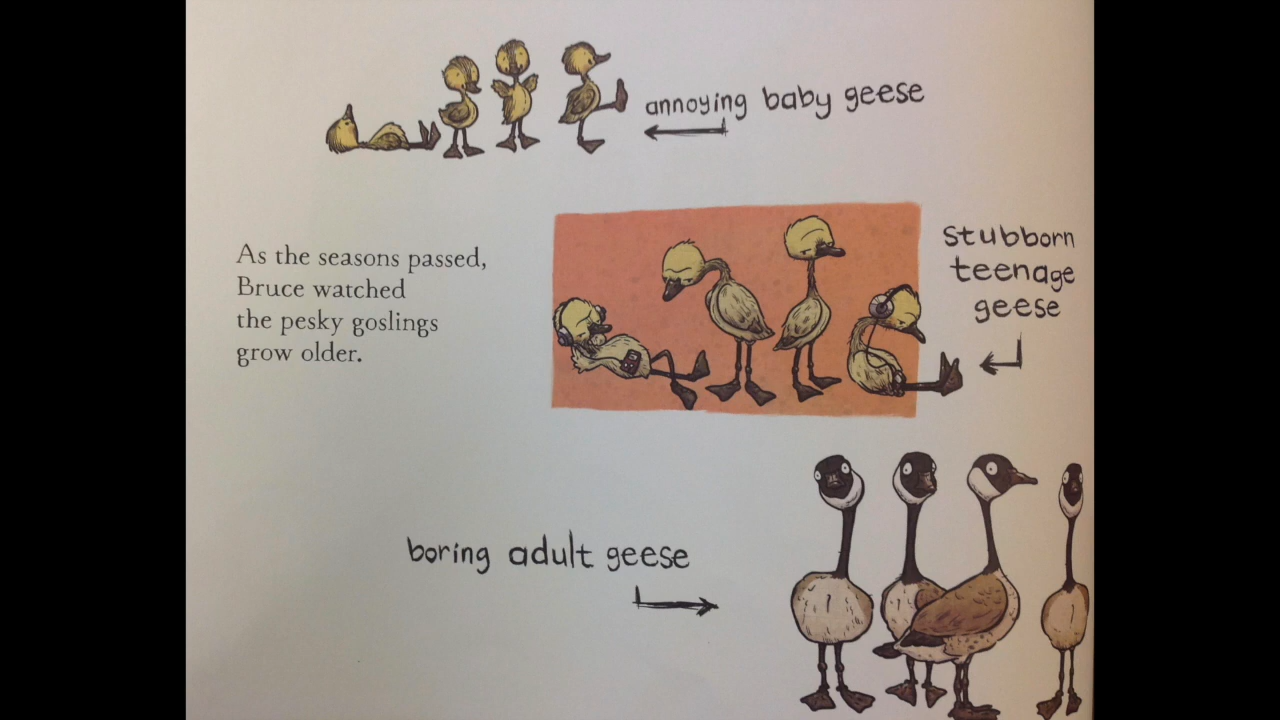 annoying baby geese
As the seasons passed,
Bruce watched
the pesky goslings
grow older.
stubborn
teenage
geese
boring adult geese